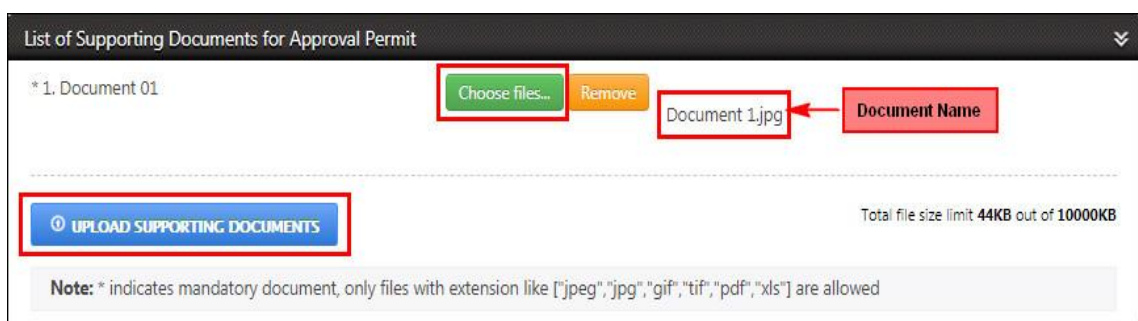 List of Supporting Documents for Approval Permit
* 1. Document 01
Choose files...
Remove
Document 1.jpg
Document Name
UPLOAD SUPPORTING DOCUMENTS
Total file size limit 44KB out of 10000KB
Note: * indicates mandatory document, only files with extension like ["jpeg","jpg","gif","tif","pdf","xls"] are allowed